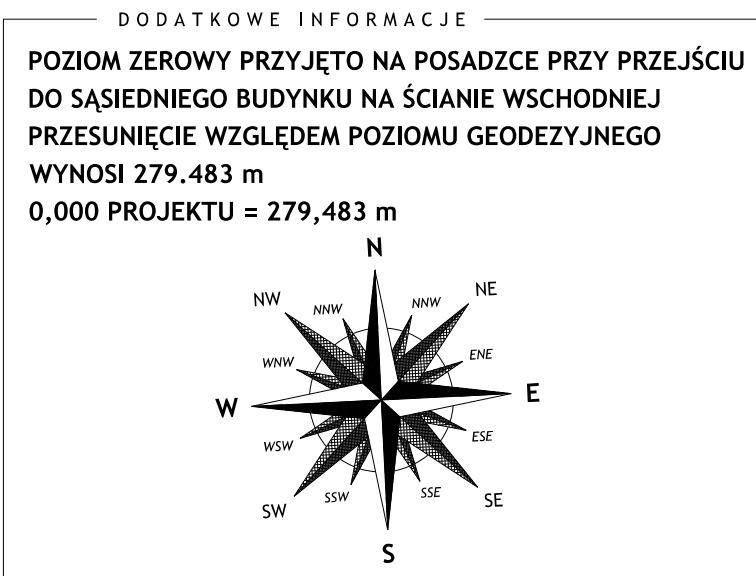 DODATKOWE INFORMACJE
POZIOM ZEROWY PRZYJĘTO NA POSADZCE PRZY PRZEJŚCIU
DO SĄSIEDNIEGO BUDYNKU NA ŚCIANIE WSCHODNIEJ
PRZESUNIĘCIE WZGLĘDEM POZIOMU GEODEZYJNEGO
WYNOSI 279.483 m
0,000 PROJEKTU = 279,483 m
N
NW NNW NNW NE
WNW ENE
W E
WSW ESE
SW SSW SSE SE
S